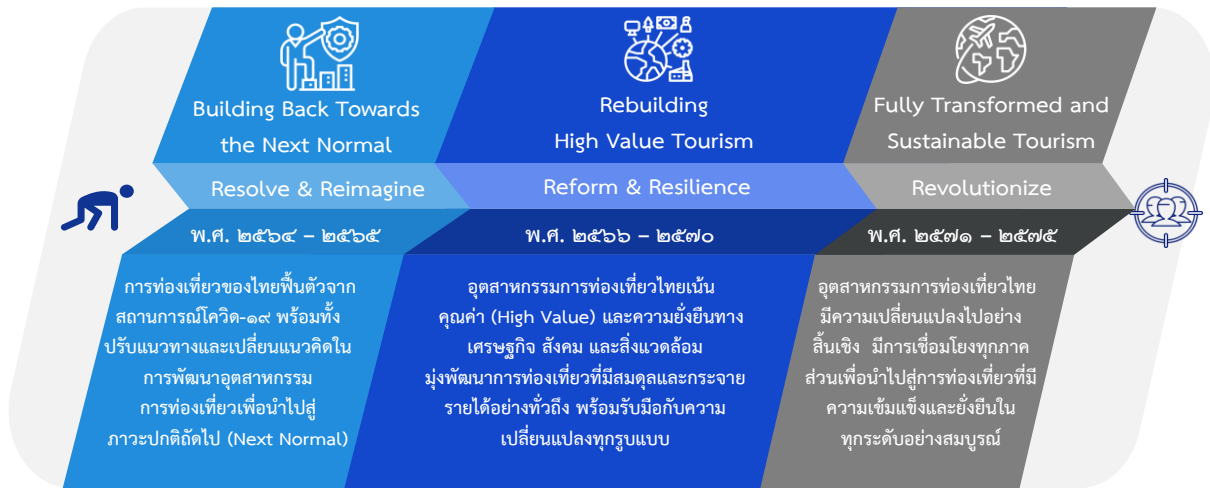 Building Back Towards
the Next Normal
Resolve & Reimagine
พ.ศ. ๒๕๖๔ – ๒๕๖๕
การท่องเที่ยวของไทยฟื้นตัวจาก
สถานการณ์โควิด-๑๙ พร้อมทั้ง
ปรับแนวทางและเปลี่ยนแนวคิดใน
การพัฒนาอุตสาหกรรม
การท่องเที่ยวเพื่อนำไปสู่
ภาวะปกติถัดไป (Next Normal)
Rebuilding
High Value Tourism
Reform & Resilience
พ.ศ. ๒๕๖๖ – ๒๕๗๐
อุตสาหกรรมการท่องเที่ยวไทยเน้น
คุณค่า (High Value) และความยั่งยืนทาง
เศรษฐกิจ สังคม และสิ่งแวดล้อม
มุ่งพัฒนาการท่องเที่ยวที่มีสมดุลและกระจาย
รายได้อย่างทั่วถึง พร้อมรับมือกับความ
เปลี่ยนแปลงทุกรูปแบบ
Fully Transformed and
Sustainable Tourism
Revolutionize
พ.ศ. ๒๕๗๑ – ๒๕๗๕
อุตสาหกรรมการท่องเที่ยวไทย
มีความเปลี่ยนแปลงไปอย่าง
สิ้นเชิง มีการเชื่อมโยงทุกภาค
ส่วนเพื่อนำไปสู่การท่องเที่ยวที่มี
ความเข้มแข็งและยั่งยืนใน
ทุกระดับอย่างสมบูรณ์